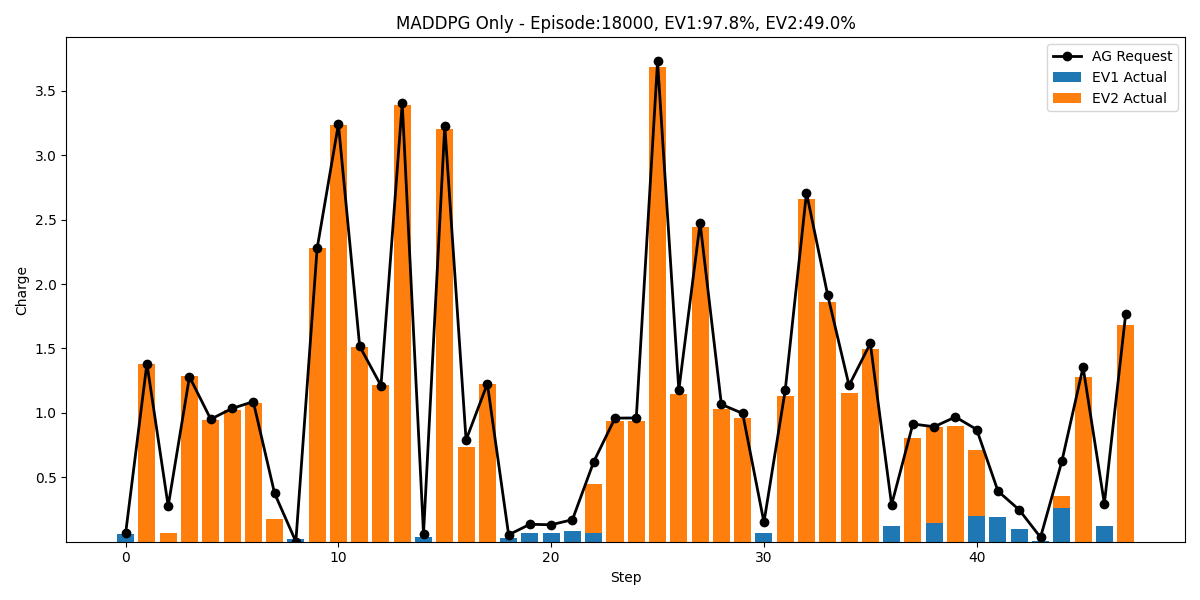 MADDPG Only - Episode:18000, EV1:97.8%, EV2:49.0%
AG Request
EV1 Actual
EV2 Actual
Charge
3.5
3.0
2.5
2.0
1.5
1.0
0.5
0
10
20
30
40
Step